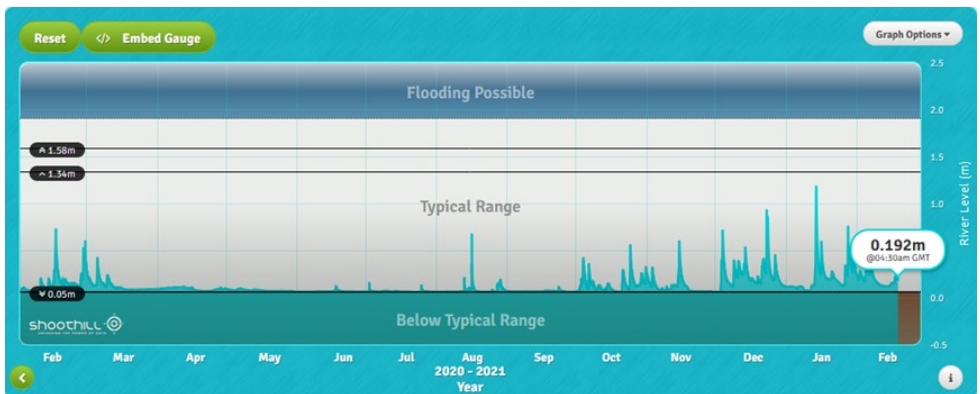 Reset
</> Embed Gauge
Graph Options
2.5
Flooding Possible
2.0
1.58m
1.5
1.34m
Typical Range
1.0
River Level (m)
0.192m
@04:30am GMT
0.05m
0.0
Below Typical Range
shoothill
-0.5
Feb Mar Apr May Jun Jul Aug Sep Oct Nov Dec Jan Feb
2020 - 2021
Year
i